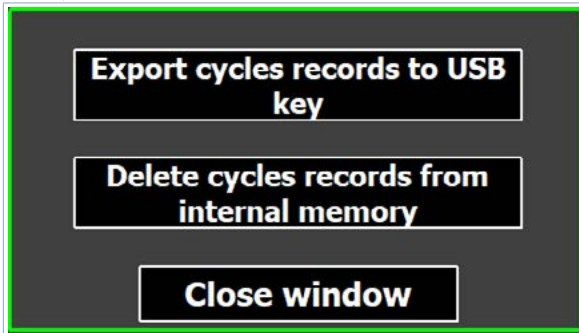 Export cycles records to USB
key
Delete cycles records from
internal memory
Close window